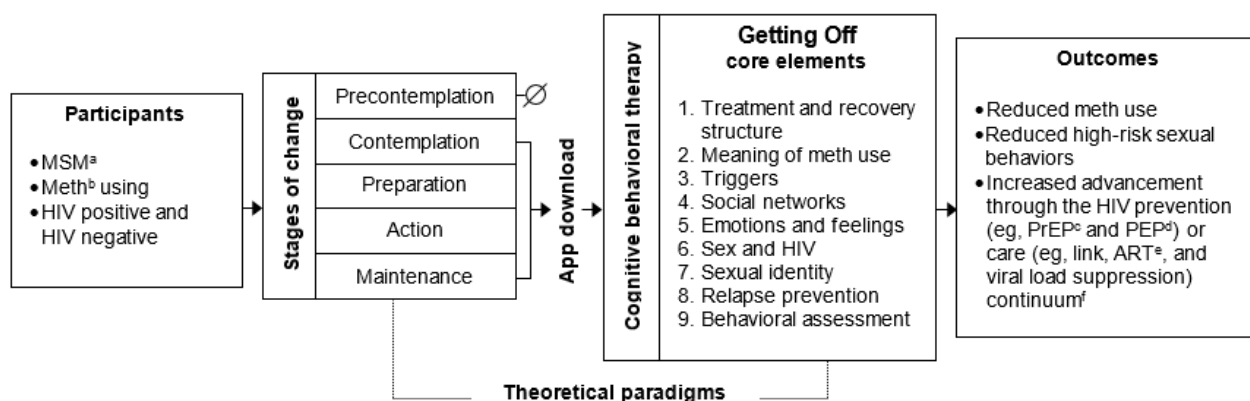 Participants
•MSMᵃ
•Methᵇ using
•HIV positive and
HIV negative
Stages of change
Precontemplation
Contemplation
Preparation
Action
Maintenance
App download
Cognitive behavioral therapy
Getting Off
core elements
1. Treatment and recovery
structure
2. Meaning of meth use
3. Triggers
4. Social networks
5. Emotions and feelings
6. Sex and HIV
7. Sexual identity
8. Relapse prevention
9. Behavioral assessment
Outcomes
•Reduced meth use
•Reduced high-risk sexual
behaviors
•Increased advancement
through the HIV prevention
(eg, PrEPᶜ and PEPᵈ) or
care (eg, link, ARTᵉ, and
viral load suppression)
continuumᶠ
Theoretical paradigms